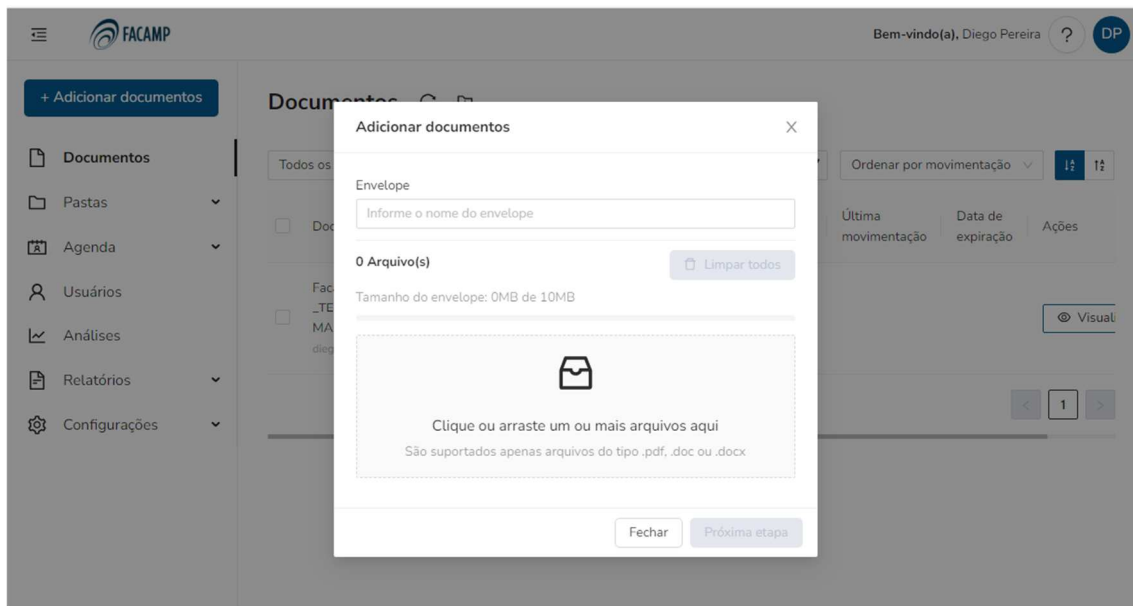 FACAMP
Bem-vindo(a), Diego Pereira
?
DP
+ Adicionar documentos
Documentos
Pastas
Agenda
Usuários
Análises
Relatórios
Configurações
Documentos
Todos os
Ordenar por movimentação
Última
movimentação
Data de
expiração
Ações
Visuali
1
Adicionar documentos
Envelope
Informe o nome do envelope
0 Arquivo(s)
Limpar todos
Tamanho do envelope: 0MB de 10MB
Clique ou arraste um ou mais arquivos aqui
São suportados apenas arquivos do tipo .pdf, .doc ou .docx
Fechar
Próxima etapa